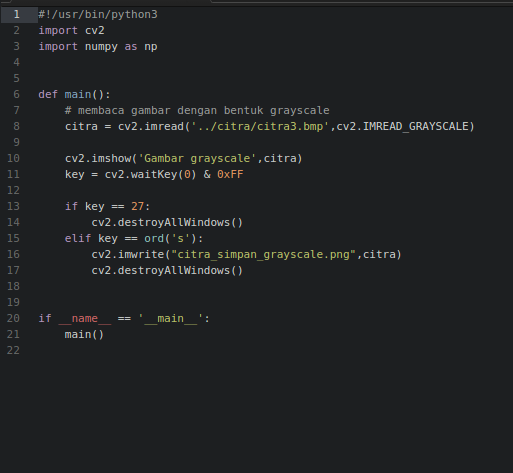 1 #!/usr/bin/python3
2 import cv2
3 import numpy as np
4
5
6 def main():
7     # membaca gambar dengan bentuk grayscale
8     citra = cv2.imread('../citra/citra3.bmp',cv2.IMREAD_GRAYSCALE)
9
10     cv2.imshow('Gambar grayscale',citra)
11     key = cv2.waitKey(0) & 0xFF
12
13     if key == 27:
14         cv2.destroyAllWindows()
15     elif key == ord('s'):
16         cv2.imwrite("citra_simpan_grayscale.png",citra)
17         cv2.destroyAllWindows()
18
19
20 if __name__ == '__main__':
21     main()
22